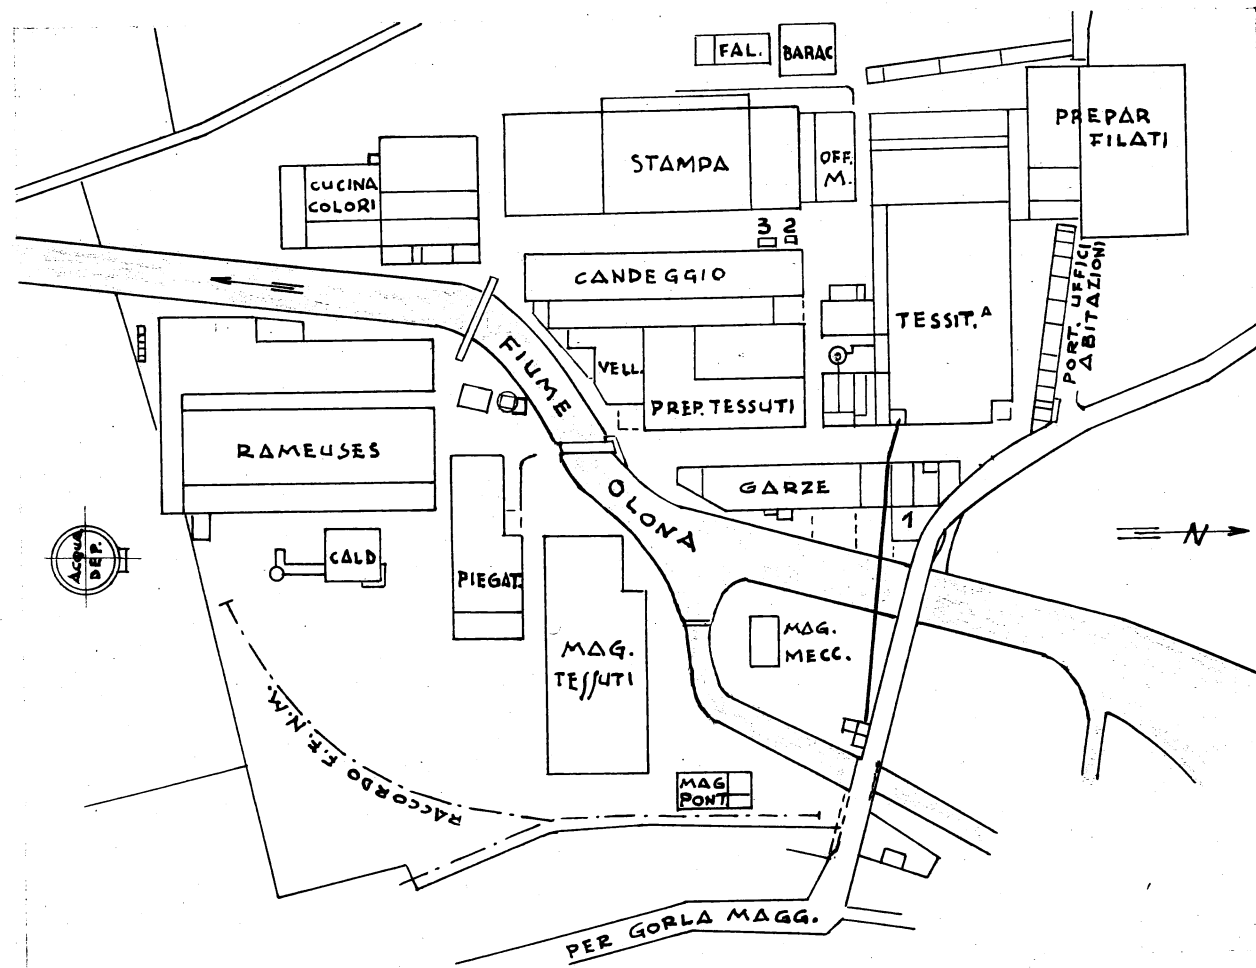 FAL.
BARAC
PREPAR
FILATI
STAMPA
OFF.
M.
CUCINA
COLORI
3 2
CANDEGGIO
PORT. UFFICI
ABITAZIONI
TESSIT.A
FIUME
VELL.
PREP. TESSUTI
RAMEUSES
OLONA
GARZE
1
N
ACQUA
DEP.
CALD
PIEGAT.
MAG.
TESSUTI
MAG.
MECC.
RACCORDO F.F.N.M.
MAG
PONT
PER GORLA MAGG.